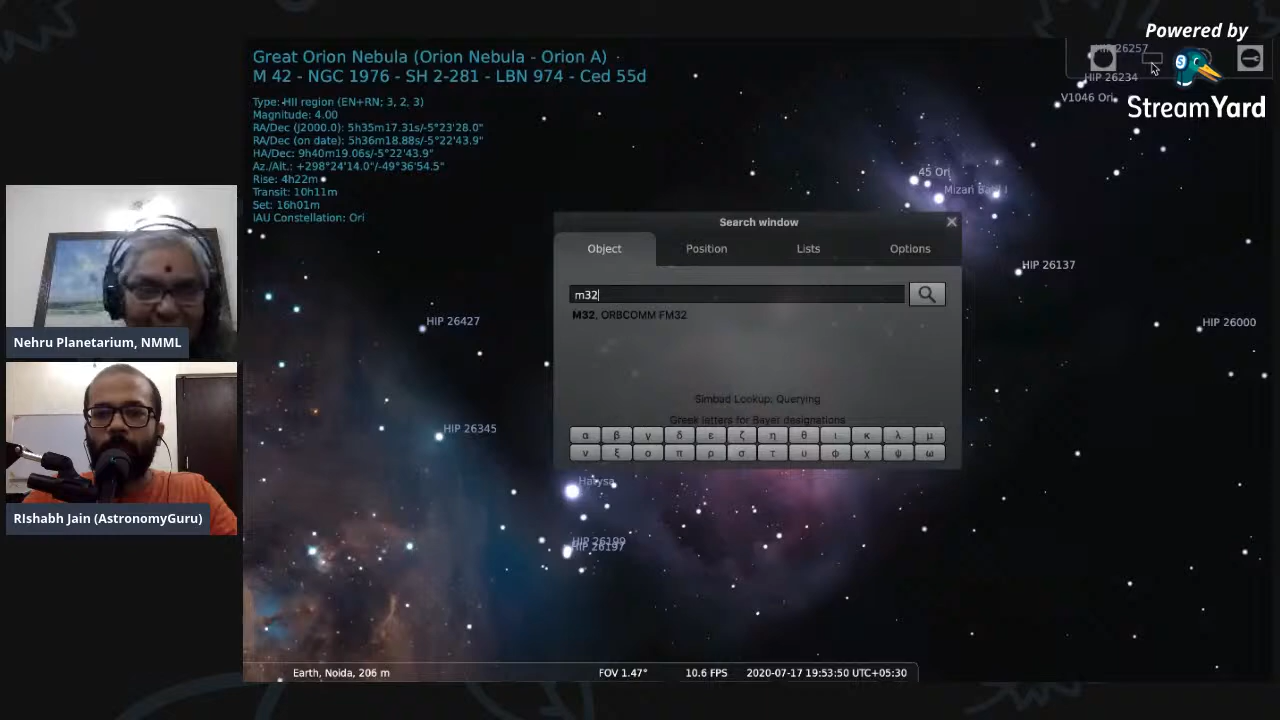 Powered by
StreamYard
Great Orion Nebula (Orion Nebula - Orion A)
M 42 - NGC 1976 - SH 2-281 - LBN 974 - Ced 55d
Type: HII region (EN+RN; 3, 2, 3)
Magnitude: 4.00
RA/Dec (J2000.0): 5h35m17.31s/-5°23'28.0"
RA/Dec (on date): 5h36m18.88s/-5°22'43.9"
HA/Dec: 9h40m19.06s/-5°22'43.9"
Az./Alt.: +298°24'14.0"/-49°36'54.5"
Rise: 4h22m
Transit: 10h11m
Set: 16h01m
IAU Constellation: Ori
HIP 26257
HIP 26234
V1046 Ori
45 Ori
Mizan Batil I
HIP 26137
HIP 26000
HIP 26427
HIP 26345
Search window
Object
Position
Lists
Options
m32
M32, ORBCOMM FM32
Simbad Lookup: Querying
Greek letters for Bayer designations
α β γ δ ε ζ η θ ι κ λ μ
ν ξ ο π ρ σ τ υ φ χ ψ ω
Hatysa
HIP 26199
HIP 26197
Nehru Planetarium, NMML
RIshabh Jain (AstronomyGuru)
Earth, Noida, 206 m
FOV 1.47°
10.6 FPS
2020-07-17 19:53:50 UTC+05:30